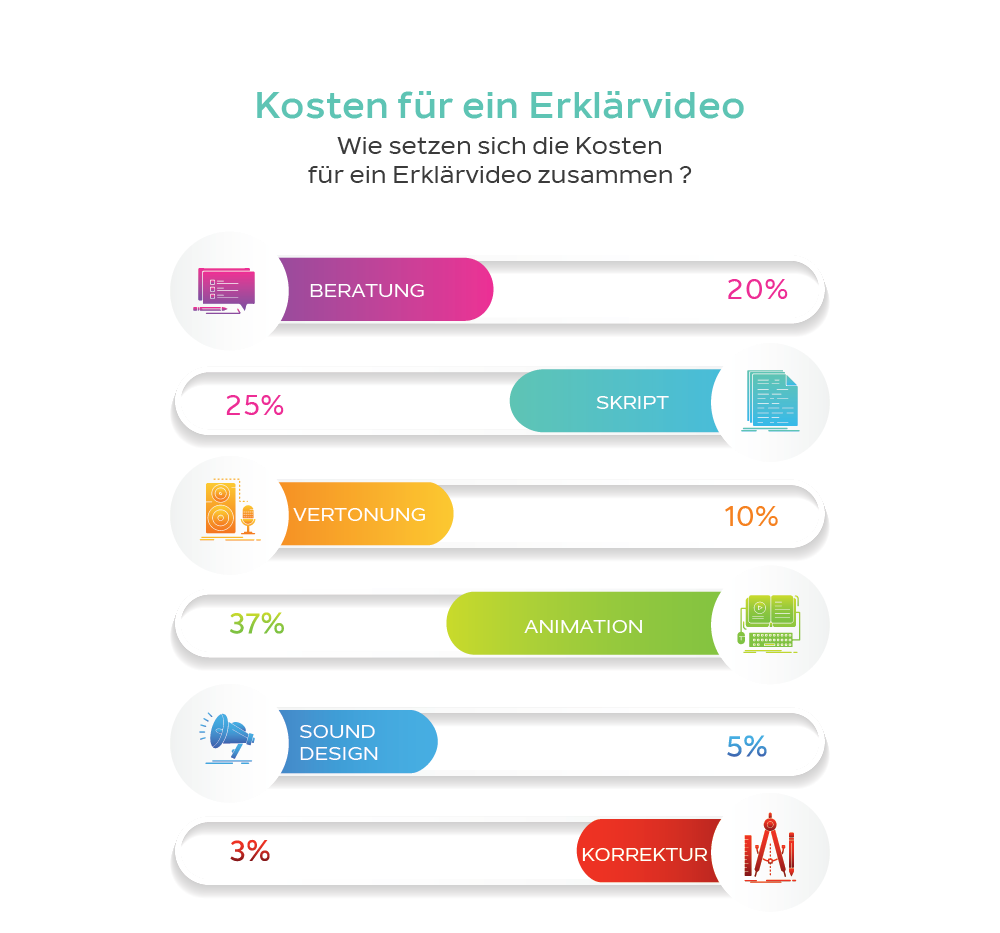 Kosten für ein Erklärvideo
Wie setzen sich die Kosten
für ein Erklärvideo zusammen ?
BERATUNG
20%
25%
SKRIPT
VERTONUNG
10%
37%
ANIMATION
SOUND
DESIGN
5%
3%
KORREKTUR